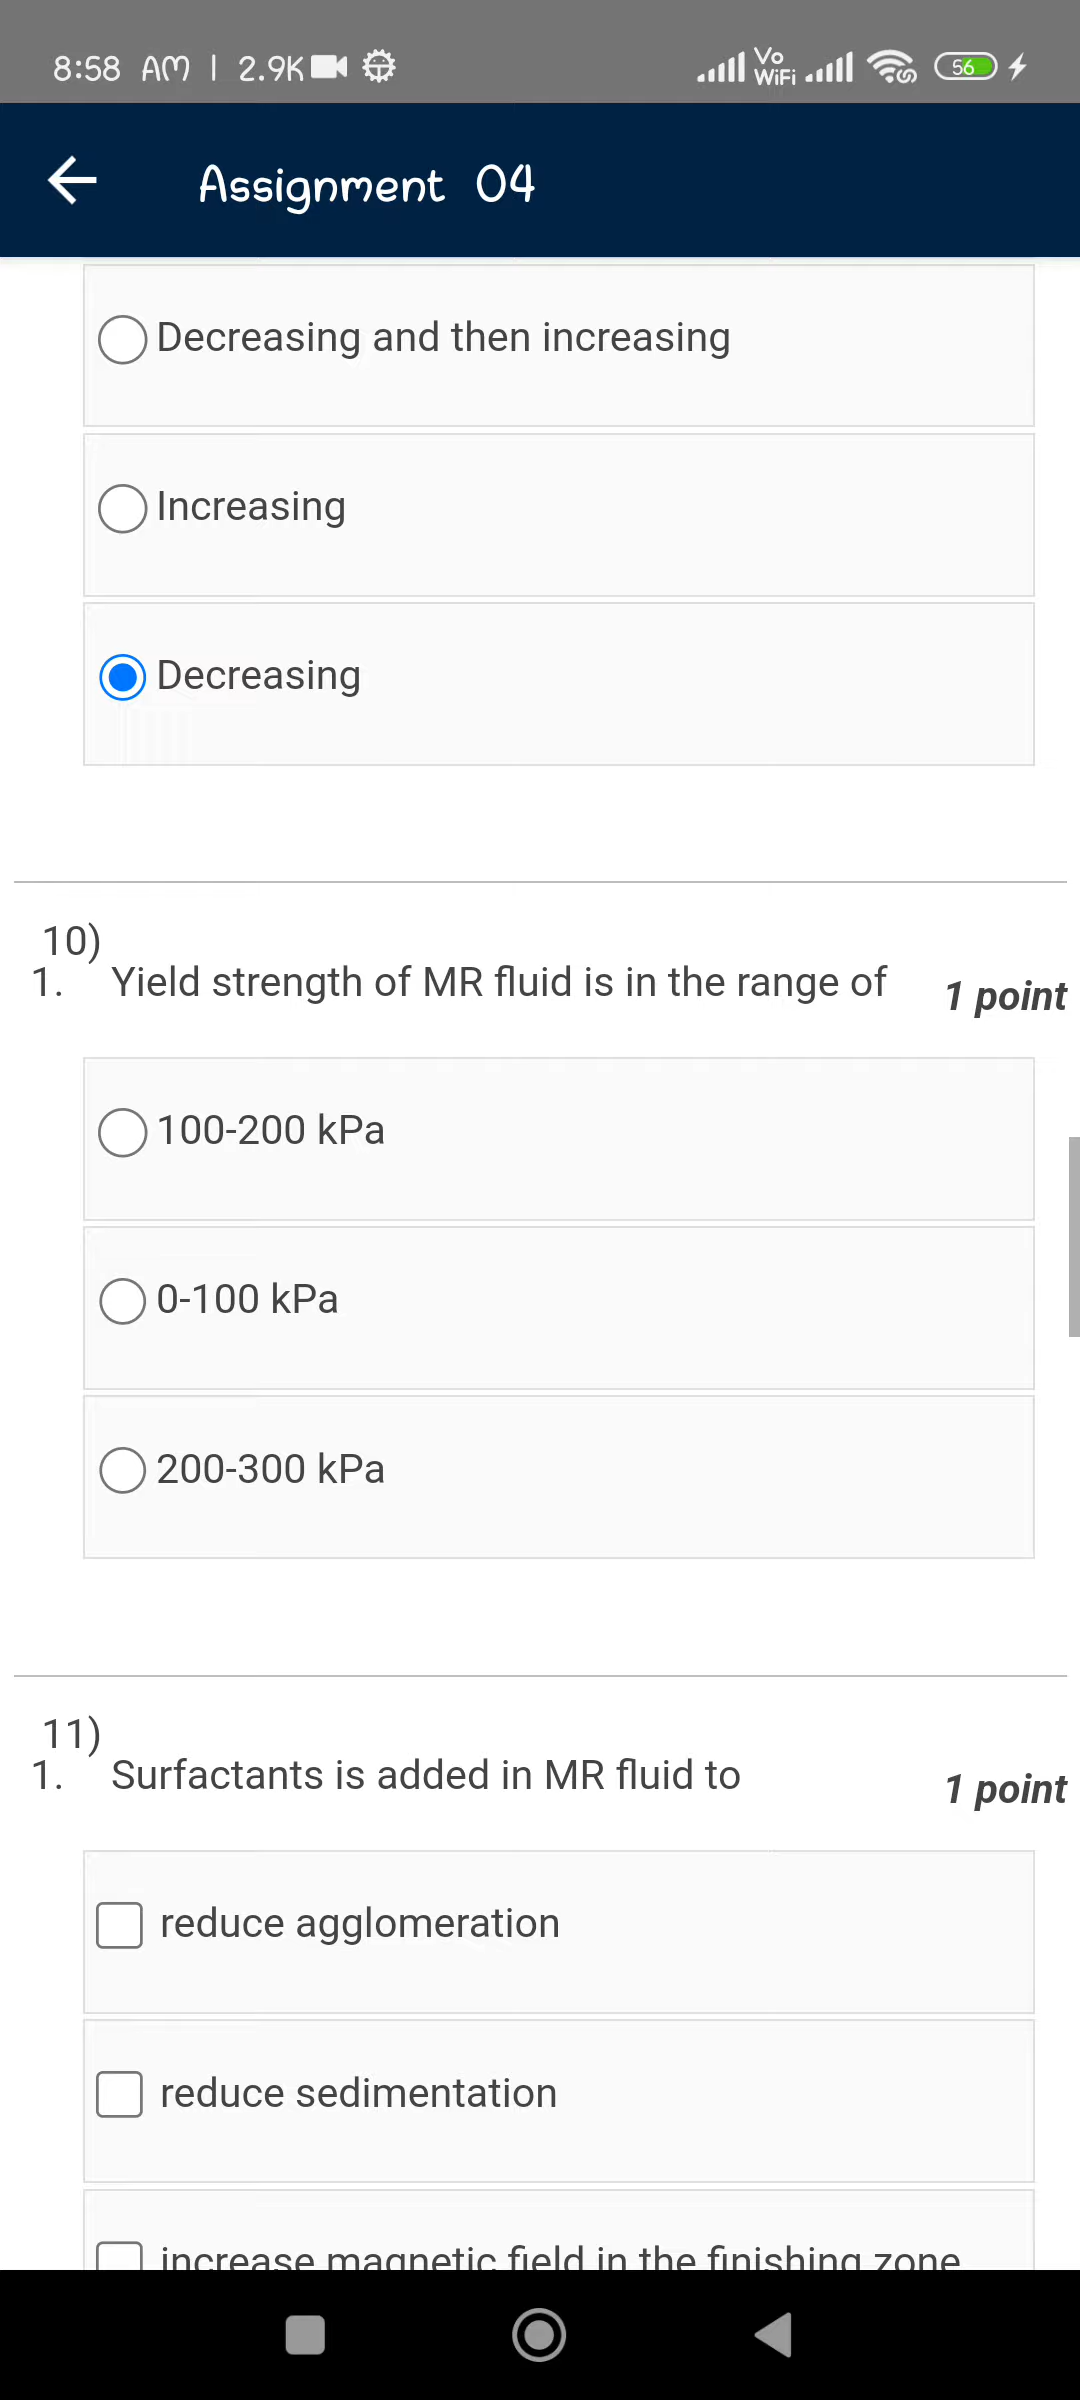 8:58 AM | 2.9K
Vo
WiFi
56
Assignment 04
Decreasing and then increasing
Increasing
Decreasing
10)
1. Yield strength of MR fluid is in the range of
1 point
100-200 kPa
0-100 kPa
200-300 kPa
11)
1. Surfactants is added in MR fluid to
1 point
reduce agglomeration
reduce sedimentation
increase magnetic field in the finishing zone